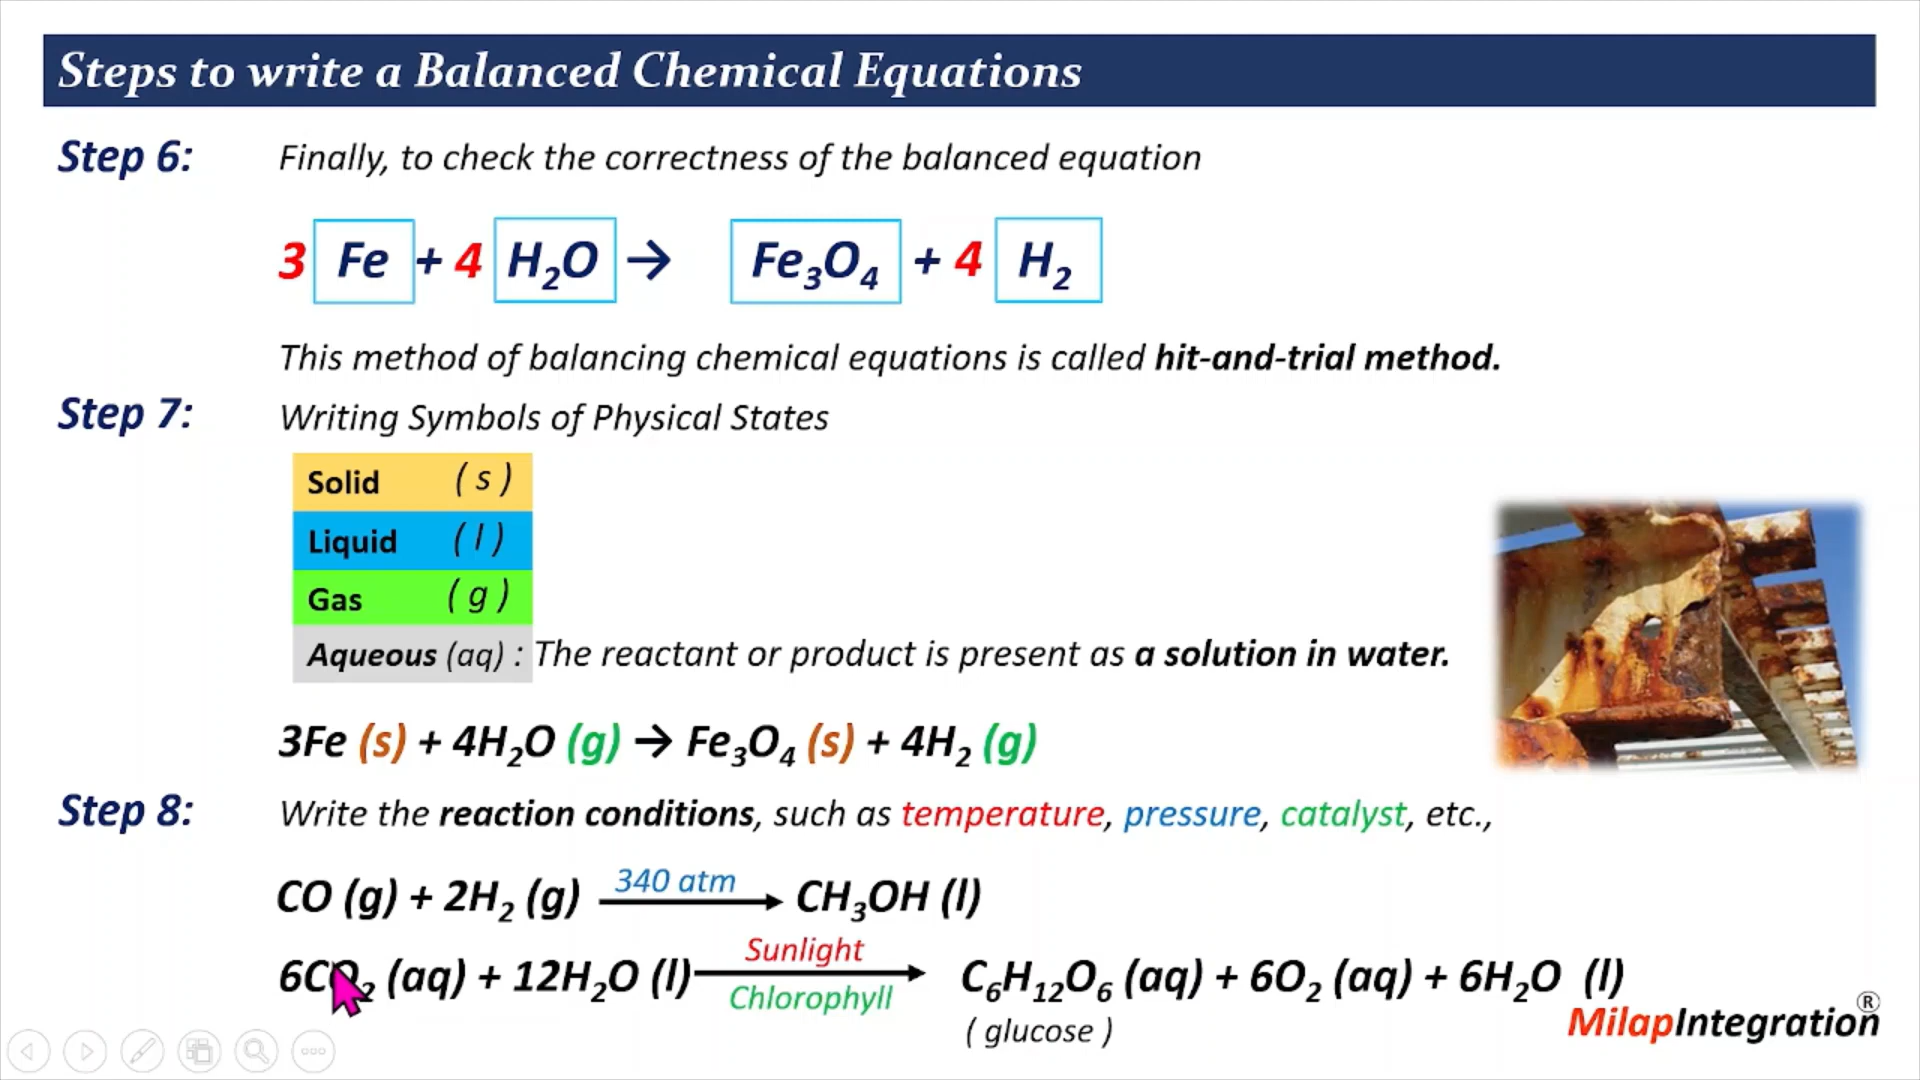 Steps to write a Balanced Chemical Equations
Step 6: Finally, to check the correctness of the balanced equation
3 Fe + 4 H₂O → Fe₃O₄ + 4 H₂
This method of balancing chemical equations is called hit-and-trial method.
Step 7: Writing Symbols of Physical States
Solid ( s )
Liquid ( l )
Gas ( g )
Aqueous (aq) : The reactant or product is present as a solution in water.
3Fe (s) + 4H₂O (g) → Fe₃O₄ (s) + 4H₂ (g)
Step 8: Write the reaction conditions, such as temperature, pressure, catalyst, etc.,
340 atm
CO (g) + 2H₂ (g) → CH₃OH (l)
Sunlight
6CO₂ (aq) + 12H₂O (l) → C₆H₁₂O₆ (aq) + 6O₂ (aq) + 6H₂O (l)
Chlorophyll
( glucose )
MilapIntegration®